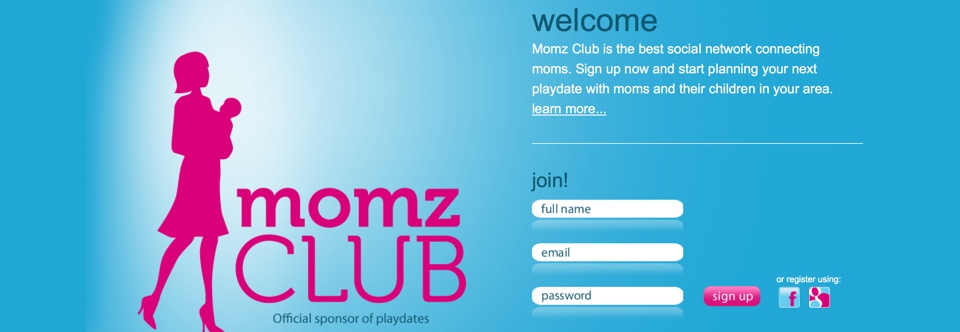 welcome
Momz Club is the best social network connecting
moms. Sign up now and start planning your next
playdate with moms and their children in your area.
learn more...
momz
CLUB
Official sponsor of playdates
join!
full name
email
password
sign up
or register using:
f
g